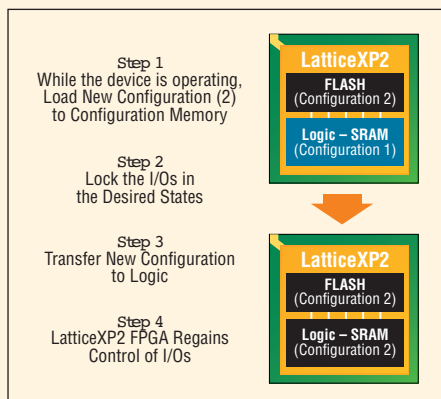 Step 1
While the device is operating,
Load New Configuration (2)
to Configuration Memory
Step 2
Lock the I/Os in
the Desired States
Step 3
Transfer New Configuration
to Logic
Step 4
LatticeXP2 FPGA Regains
Control of I/Os
LatticeXP2
FLASH
(Configuration 2)
Logic – SRAM
(Configuration 1)
LatticeXP2
FLASH
(Configuration 2)
Logic – SRAM
(Configuration 2)